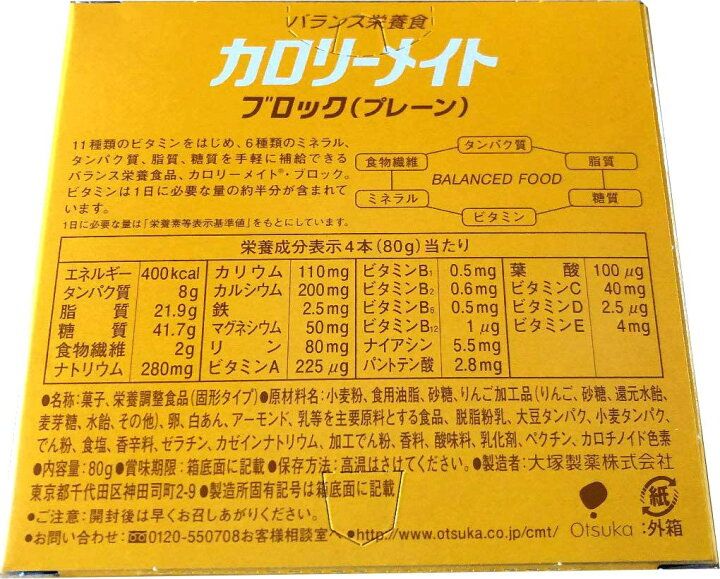 バランス栄養食
カロリーメイト
ブロック(プレーン)
11種類のビタミンをはじめ、6種類のミネラル、
タンパク質、脂質、糖質を手軽に補給できる
バランス栄養食品、カロリーメイト®・ブロック。
ビタミンは1日に必要な量の約半分が含まれて
います。
1日に必要な量は「栄養素等表示基準値」をもとにしています。
タンパク質
食物繊維 脂質
BALANCED FOOD
ミネラル 糖質
ビタミン
栄養成分表示4本(80g)当たり
エネルギー 400kcal カリウム 110mg ビタミンB1 0.5mg 葉酸 100μg
タンパク質 8g カルシウム 200mg ビタミンB2 0.6mg ビタミンC 40mg
脂質 21.9g 鉄 2.5mg ビタミンB6 0.5mg ビタミンD 2.5μg
糖質 41.7g マグネシウム 50mg ビタミンB12 1μg ビタミンE 4mg
食物繊維 2g リン 80mg ナイアシン 5.5mg
ナトリウム 280mg ビタミンA 225μg パントテン酸 2.8mg
●名称:菓子、栄養調整食品(固形タイプ)●原材料名:小麦粉、食用油脂、砂糖、りんご加工品(りんご、砂糖、還元水飴、
麦芽糖、水飴、その他)、卵、白あん、アーモンド、乳等を主要原料とする食品、脱脂粉乳、大豆タンパク、小麦タンパク、
でん粉、食塩、香辛料、ゼラチン、カゼインナトリウム、加工でん粉、香料、酸味料、乳化剤、ペクチン、カロチノイド色素
●内容量:80g●賞味期限:箱底面に記載●保存方法:高温はさけてください。●製造者:大塚製薬株式会社
東京都千代田区神田司町2-9●製造所固有記号は箱底面に記載
●ご注意:開封後は早くお召しあがりください。
●お問い合わせ:0120-550708お客様相談室へ●http://www.otsuka.co.jp/cmt/
Otsuka
紙
:外箱